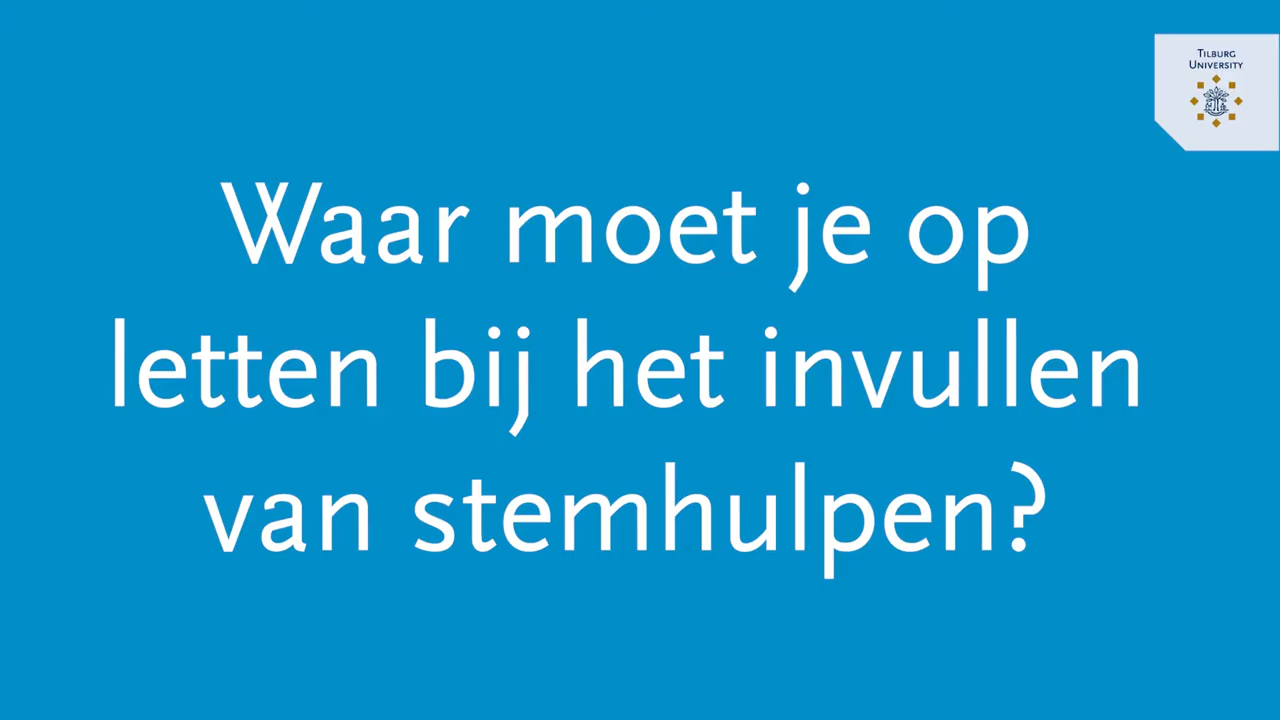 TILBURG
UNIVERSITY
Waar moet je op
letten bij het invullen
van stemhulpen?